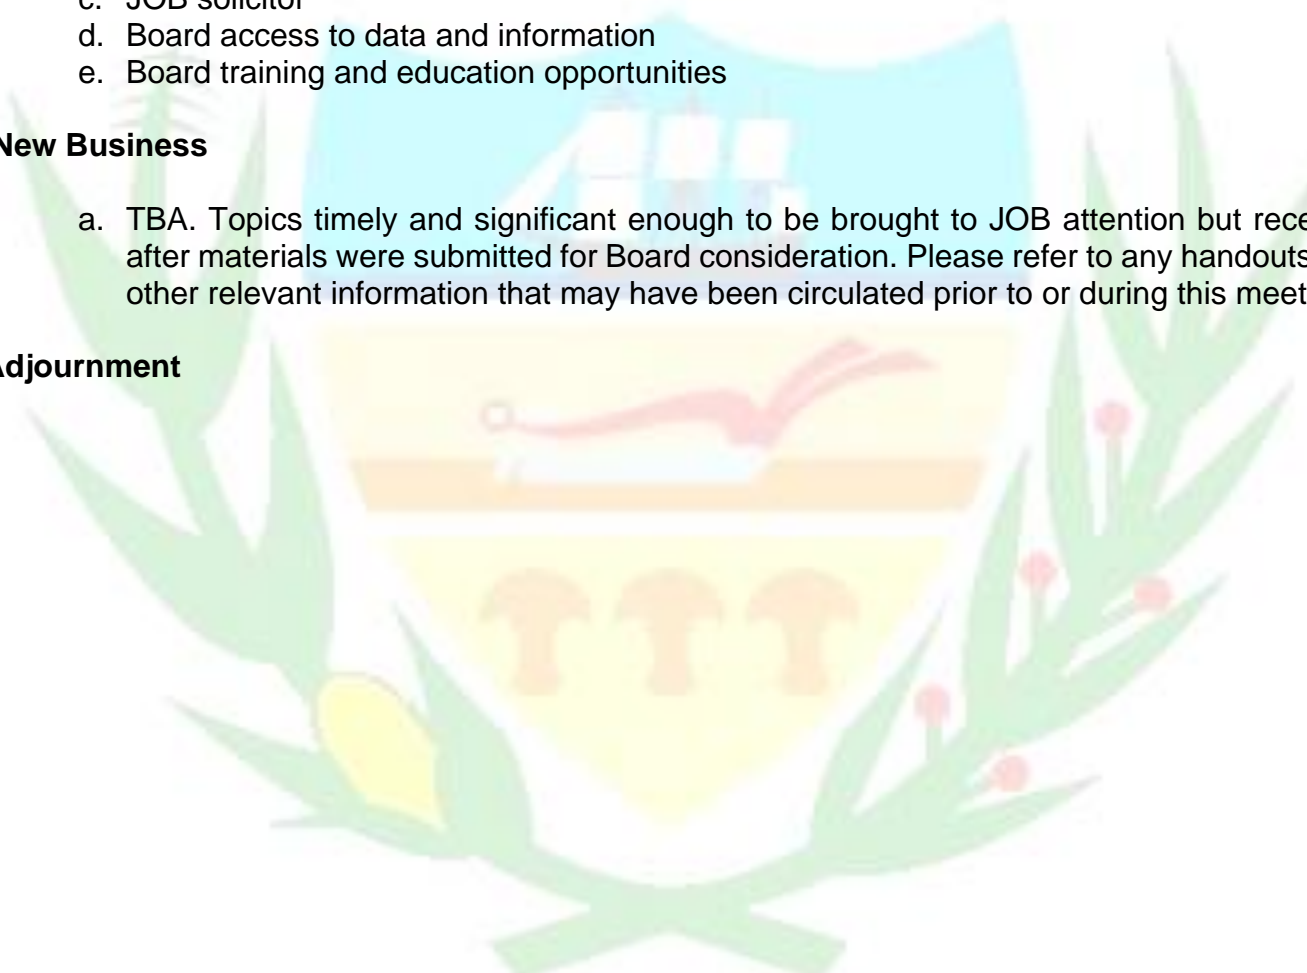 c. JOB solicitor
d. Board access to data and information
e. Board training and education opportunities
New Business
a. TBA. Topics timely and significant enough to be brought to JOB attention but rece
after materials were submitted for Board consideration. Please refer to any handouts
other relevant information that may have been circulated prior to or during this meet
Adjournment